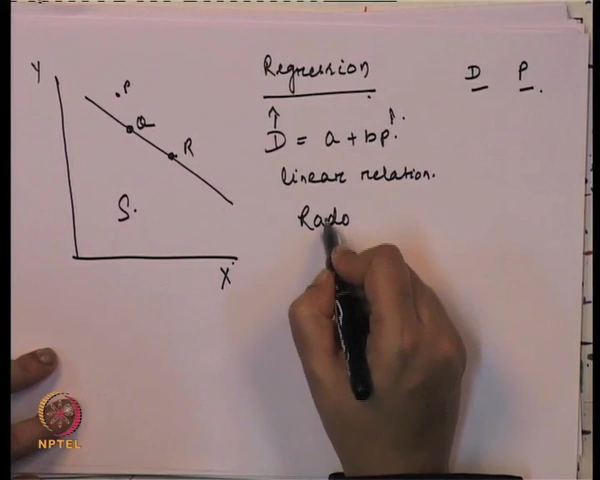 Y
P
Q
R
S.
X
Regression
D P.
D = a + bP.
linear relation.
Rado
NPTEL